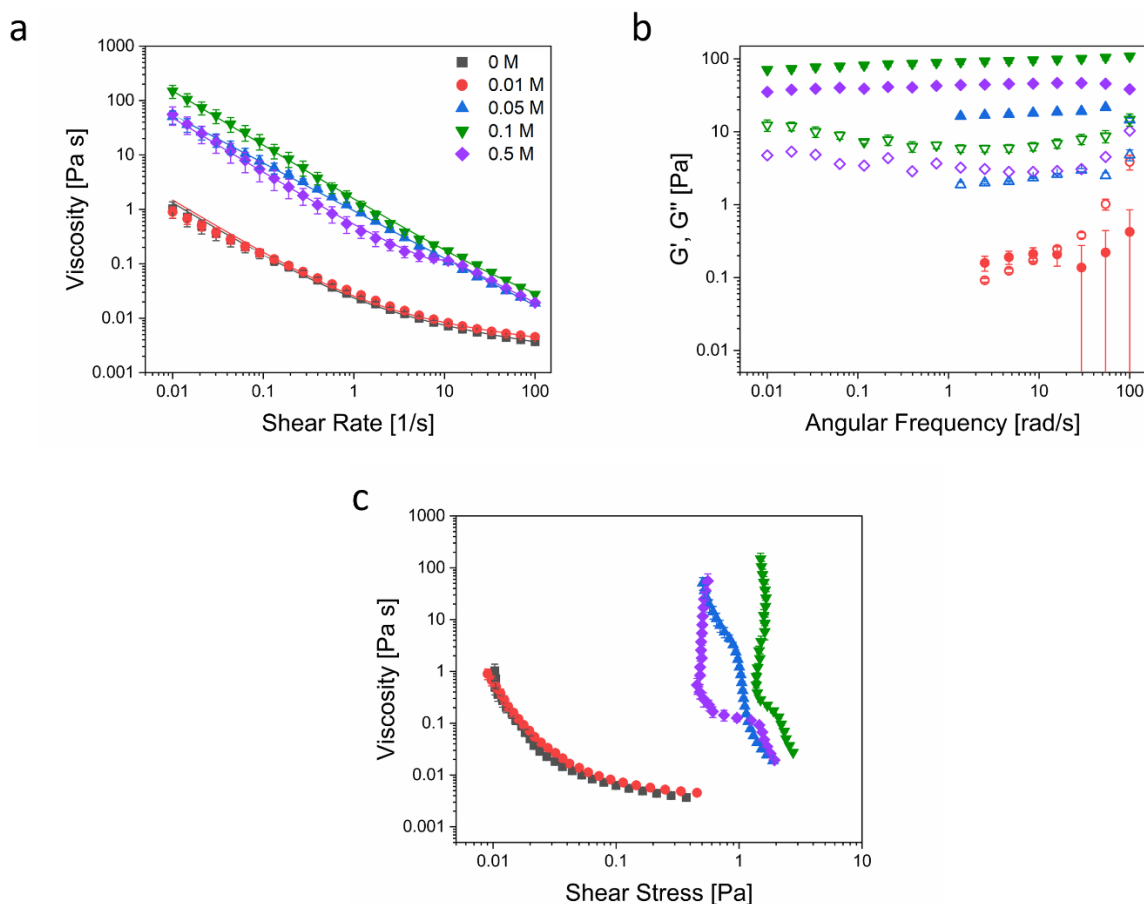 a
1000
100
10
1
0.1
0.01
0.001
Viscosity [Pa s]
0 M
0.01 M
0.05 M
0.1 M
0.5 M
0.01
0.1
1
10
100
Shear Rate [1/s]
b
100
10
1
0.1
0.01
G', G" [Pa]
0.01
0.1
1
10
100
Angular Frequency [rad/s]
c
1000
100
10
1
0.1
0.01
0.001
Viscosity [Pa s]
0.01
0.1
1
10
Shear Stress [Pa]